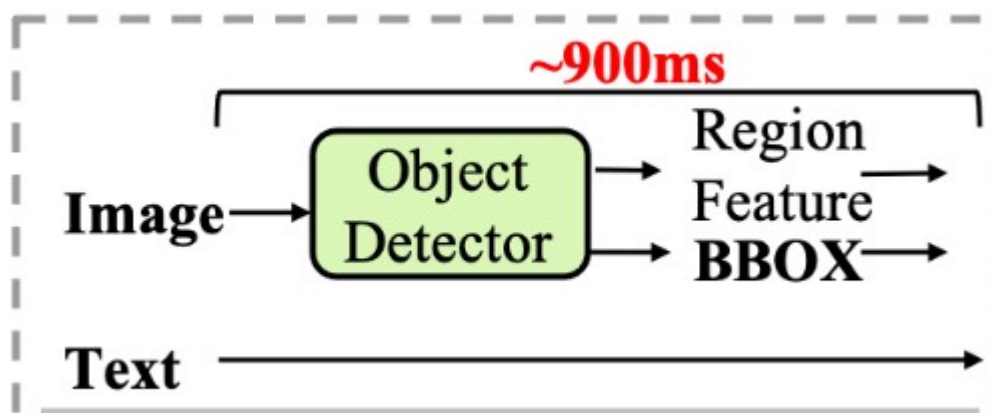 ~900ms
Image
Object
Detector
Region
Feature
BBOX
Text